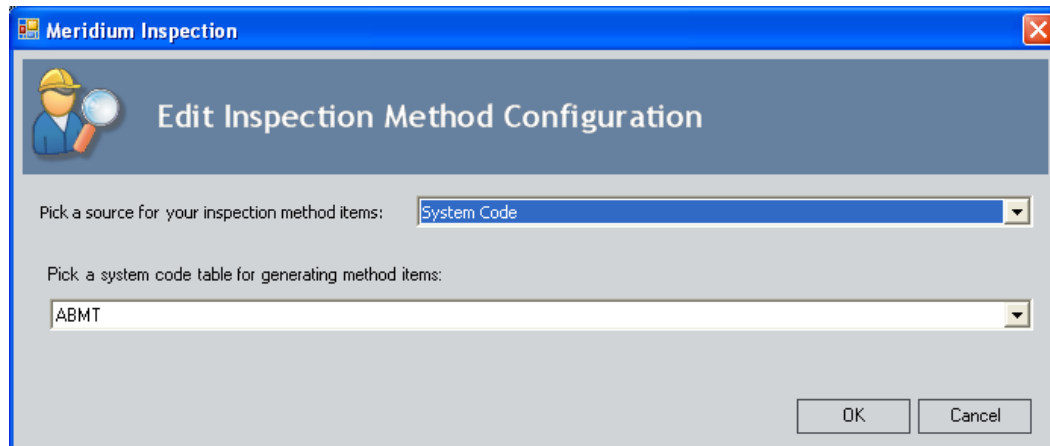 Meridium Inspection
Edit Inspection Method Configuration
Pick a source for your inspection method items: System Code
Pick a system code table for generating method items:
ABMT
OK Cancel